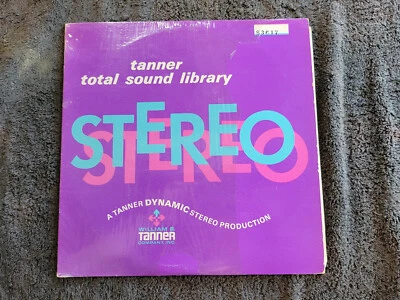 tanner
total sound library
STEREO
STEREO
A TANNER DYNAMIC STEREO PRODUCTION
WILLIAM B.
TANNER
COMPANY, INC.